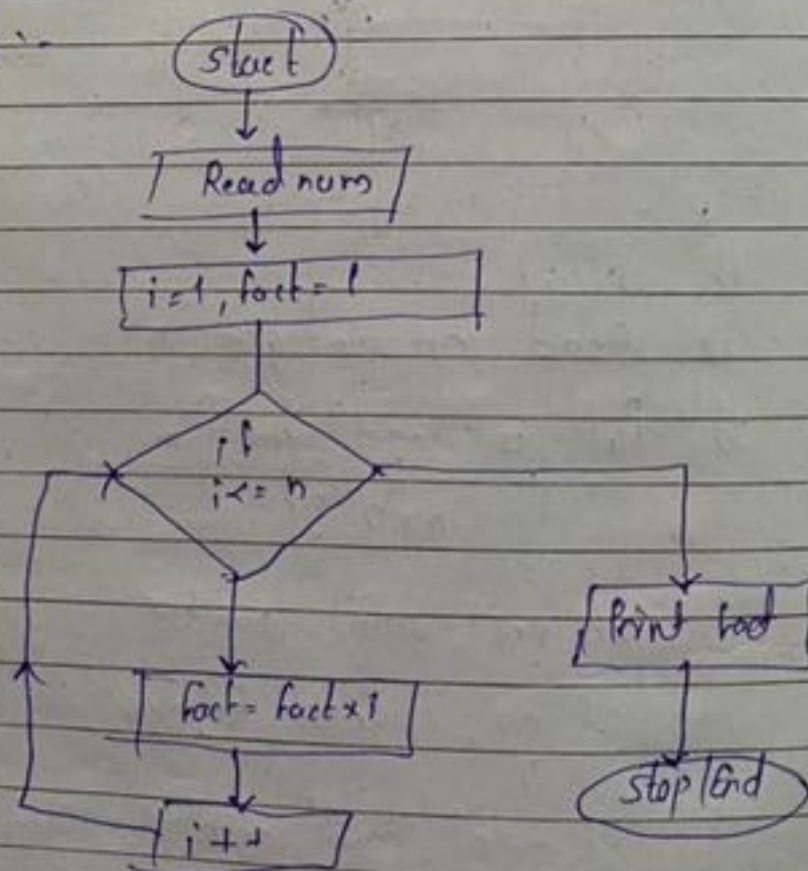 start
Read num
i=1, fact = 1
if
i<= n
Print fact
fact = fact x i
Stop/End
i++